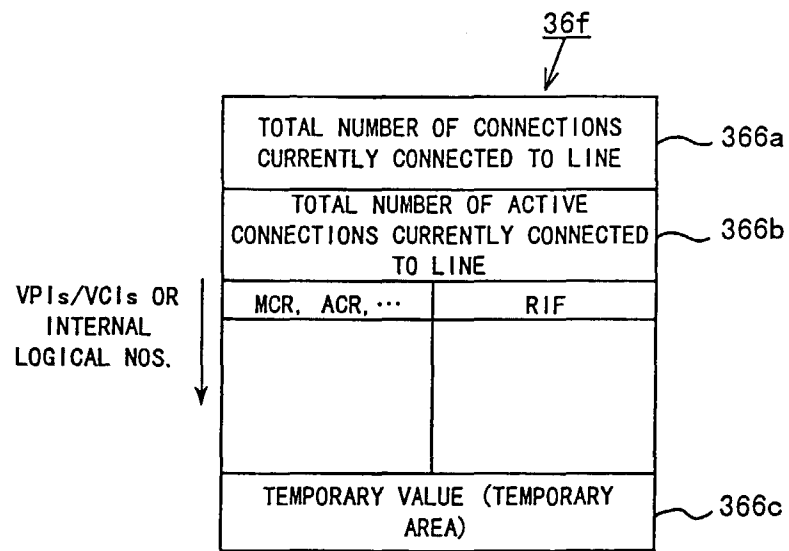 36f
TOTAL NUMBER OF CONNECTIONS
CURRENTLY CONNECTED TO LINE
366a
TOTAL NUMBER OF ACTIVE
CONNECTIONS CURRENTLY CONNECTED
TO LINE
366b
VPIs/VCIs OR
INTERNAL
LOGICAL NOS.
MCR, ACR, ···
RIF
TEMPORARY VALUE (TEMPORARY
AREA)
366c